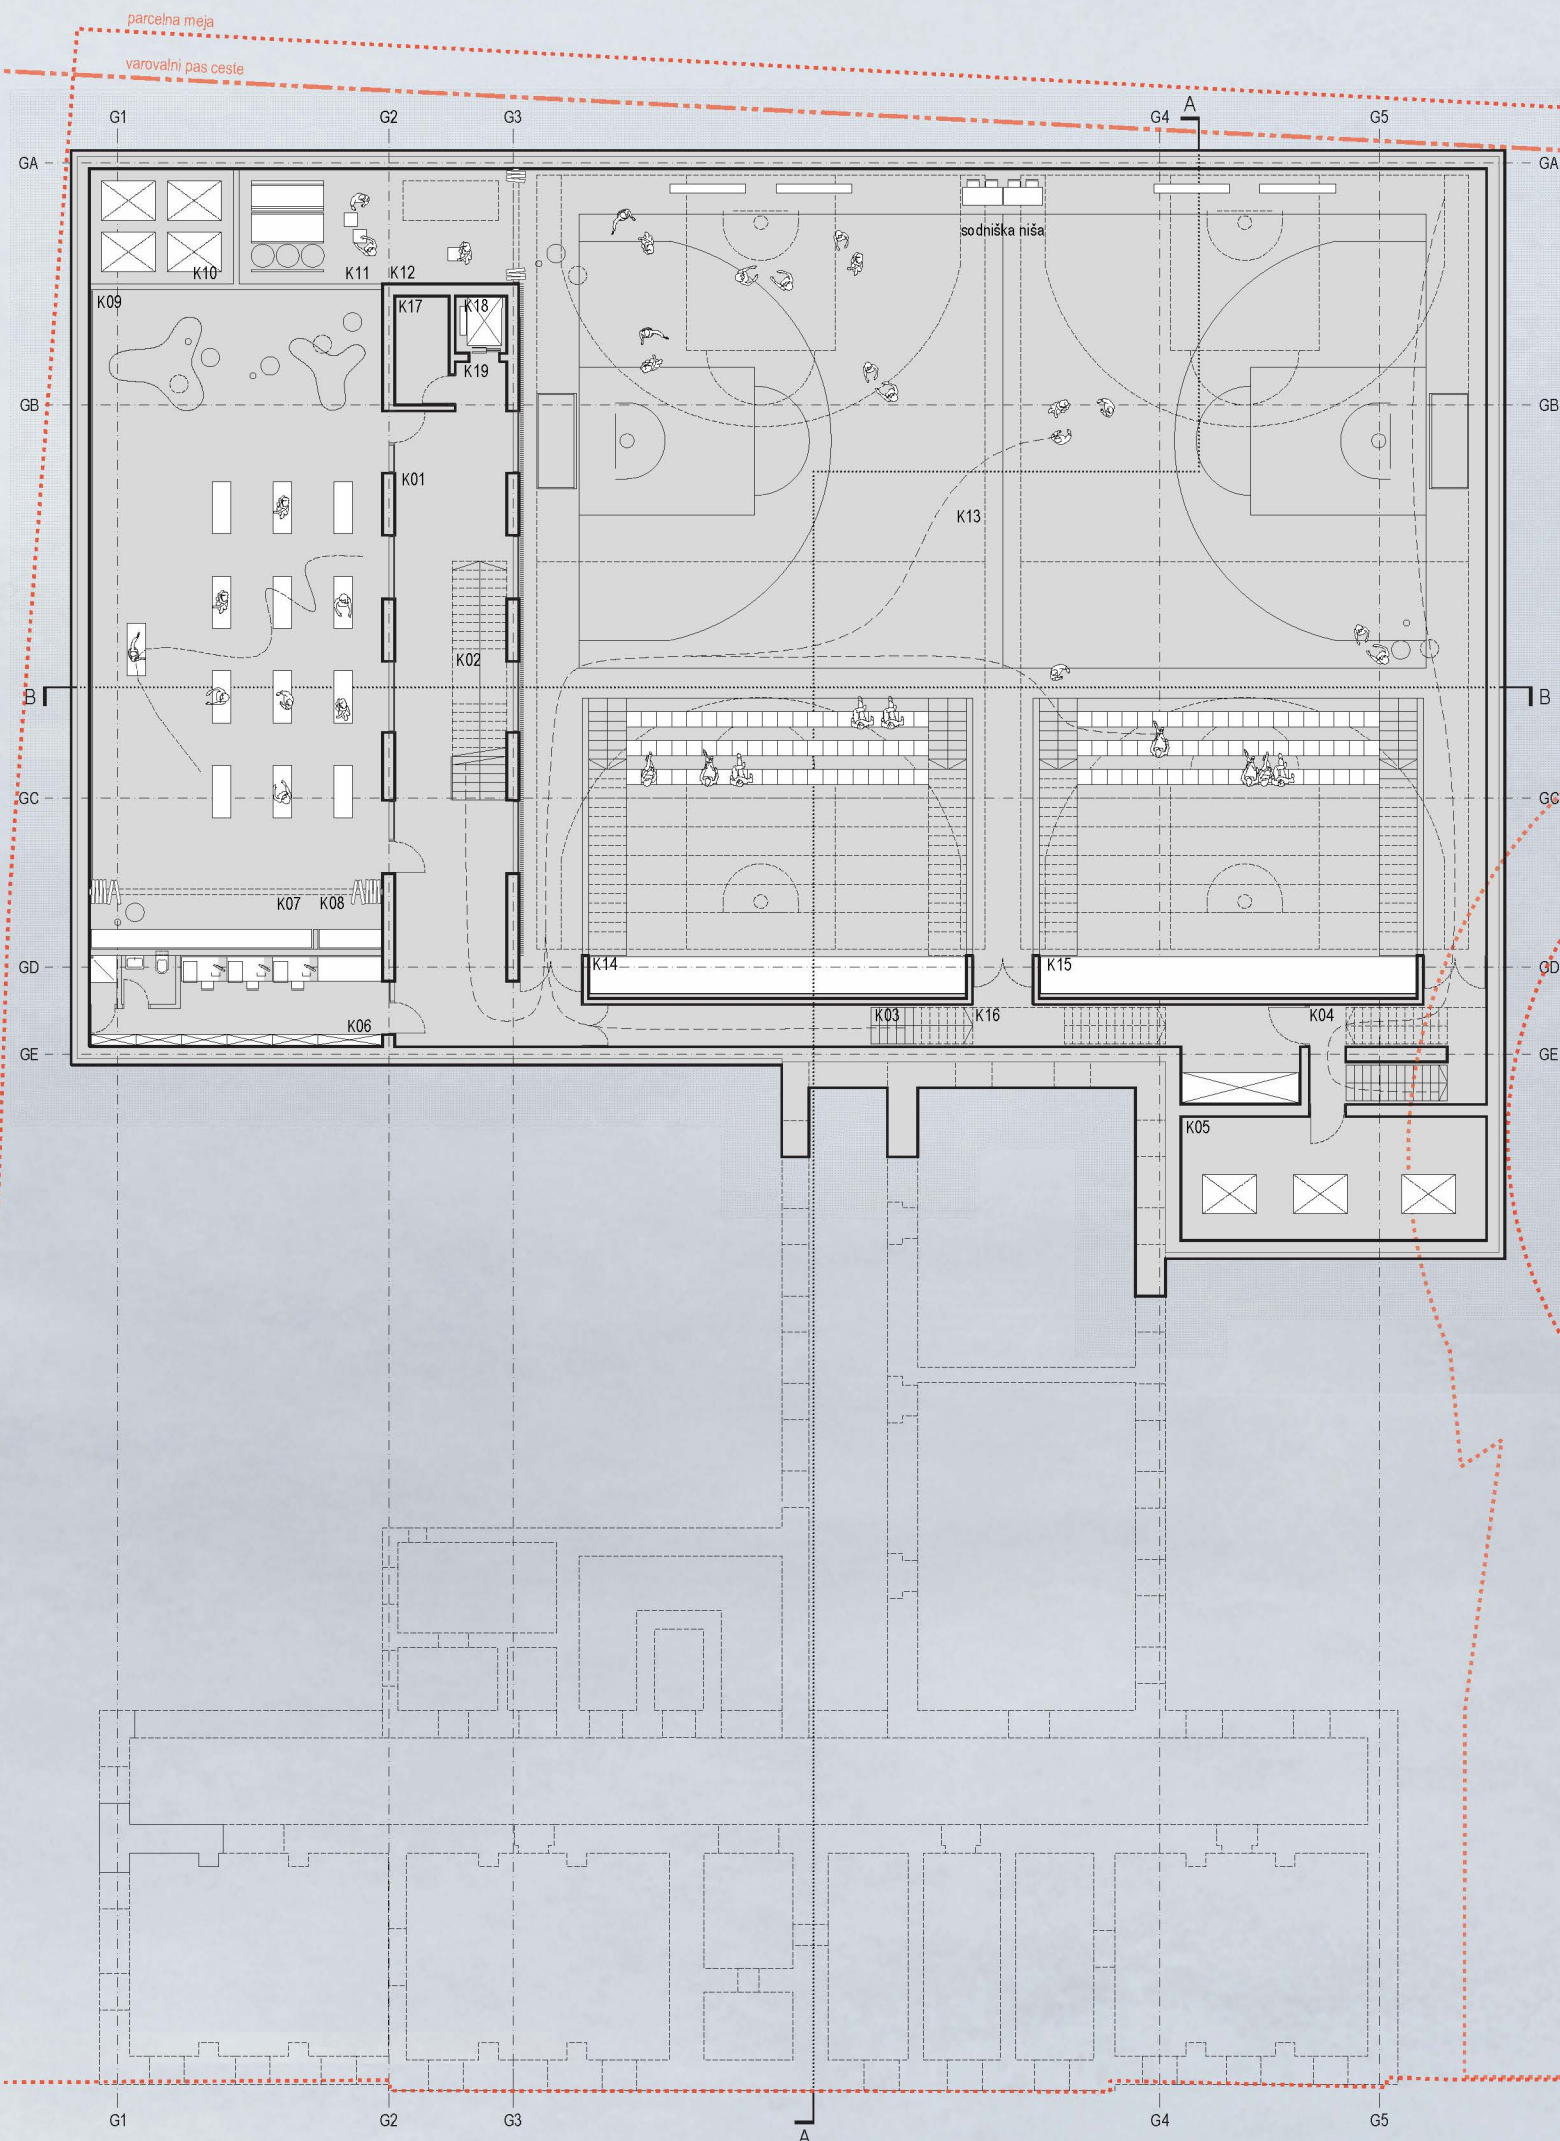 parcelna meja
varovalni pas ceste
A
G1 G2 G3 G4 G5
GA GA
sodniška niša
K10 K11 K12
K09 K17 K18
K19
GB GB
K01
K13
K02
B B
GC GC
K07 K08
K14 K15
GD GD
K03 K16 K04
K06
GE GE
K05
G1 G2 G3 G4 G5
A